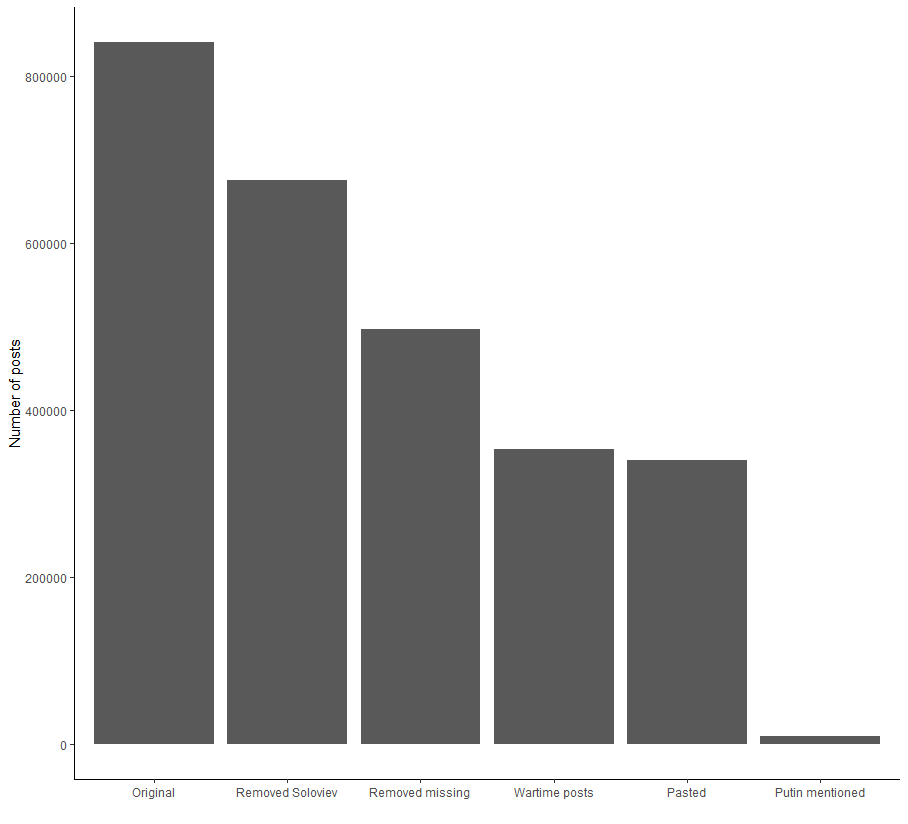 Number of posts
800000
600000
400000
200000
0
Original Removed Soloviev Removed missing Wartime posts Pasted Putin mentioned